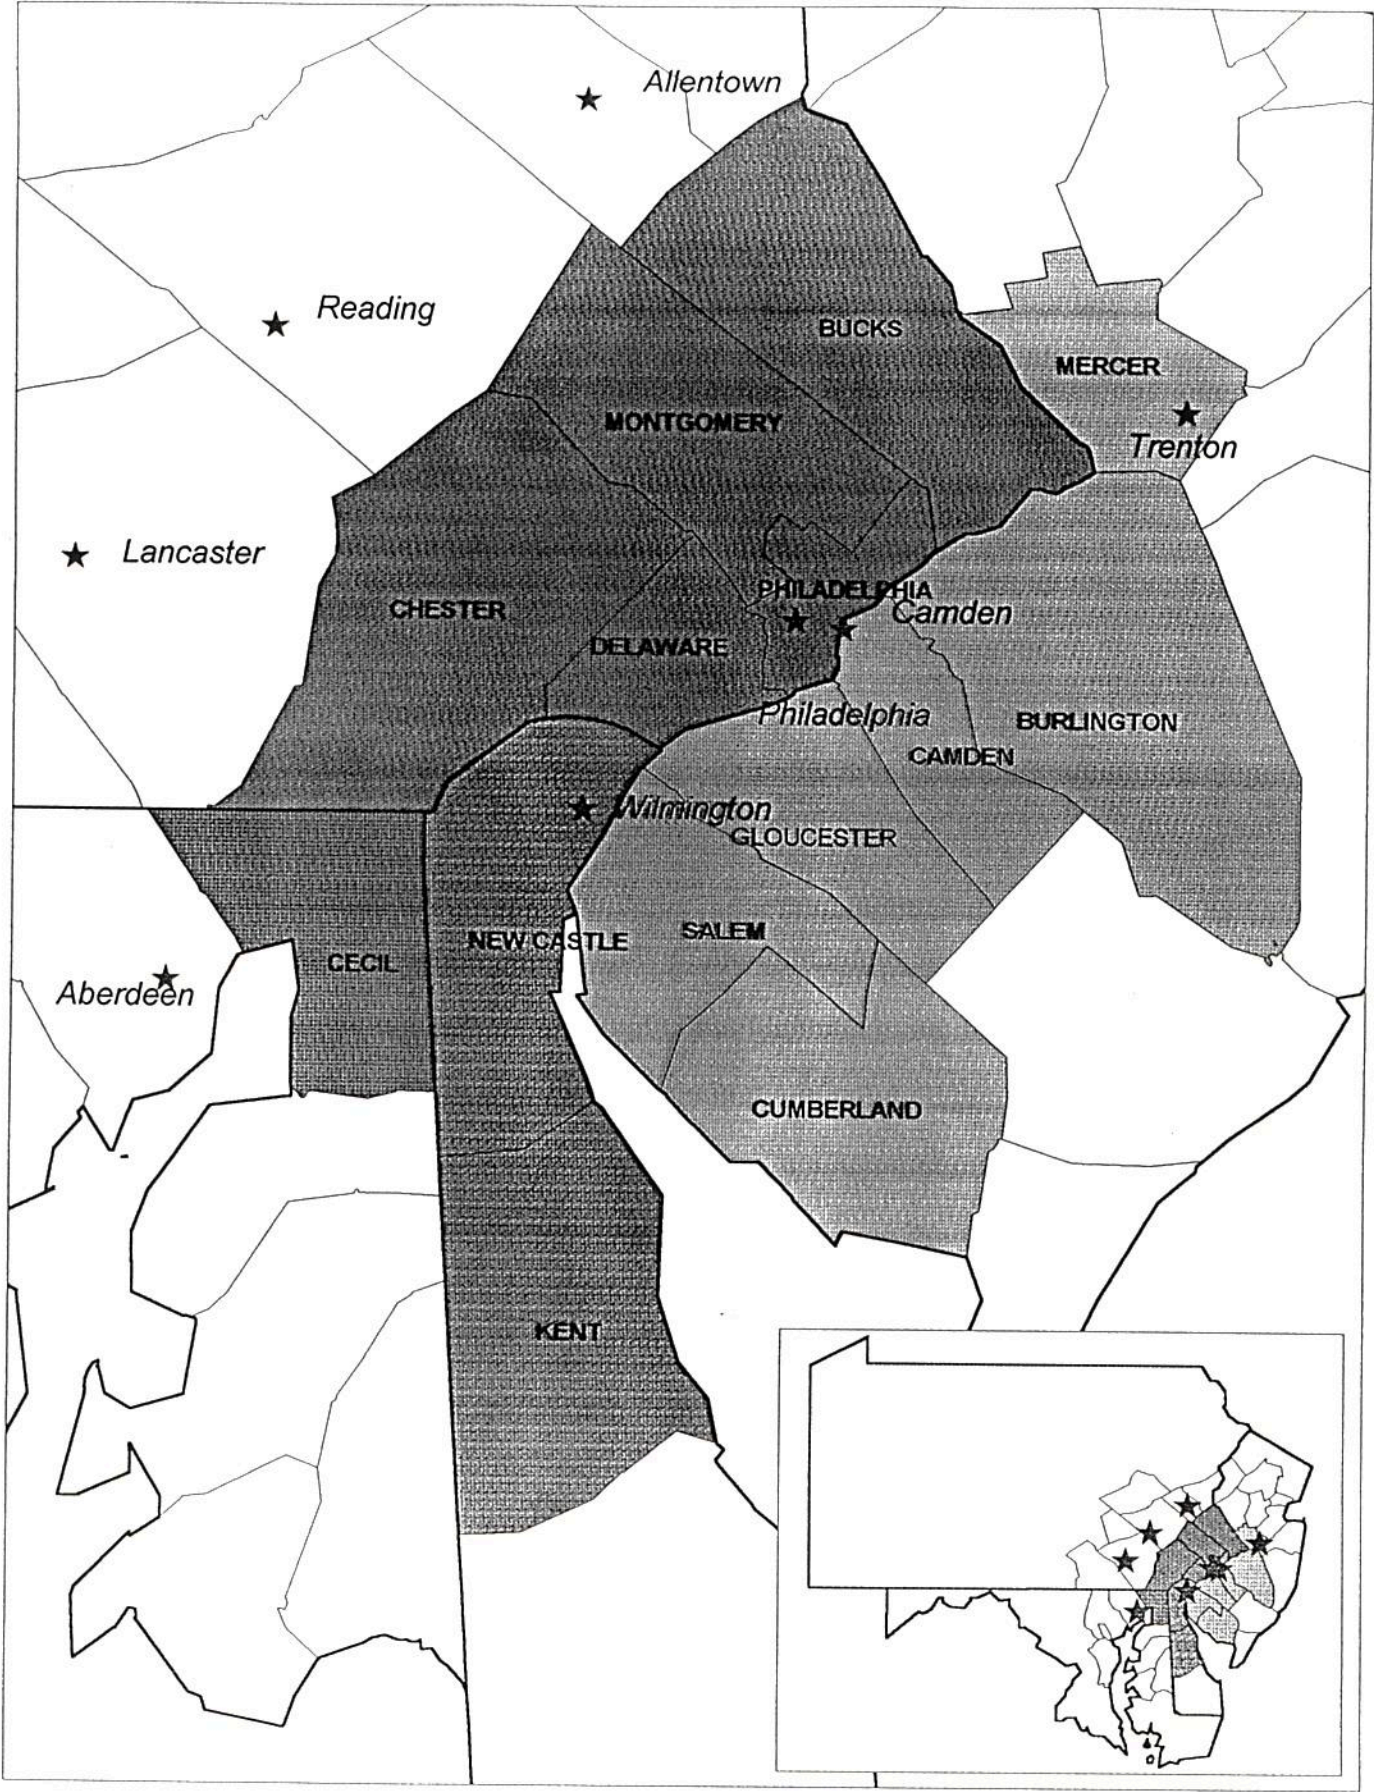 Allentown
Reading
BUCKS
MERCER
MONTGOMERY
Trenton
Lancaster
PHILADELPHIA
CHESTER
Camden
DELAWARE
Philadelphia
BURLINGTON
CAMDEN
Wilmington
GLOUCESTER
SALEM
NEW CASTLE
CECIL
Aberdeen
CUMBERLAND
KENT